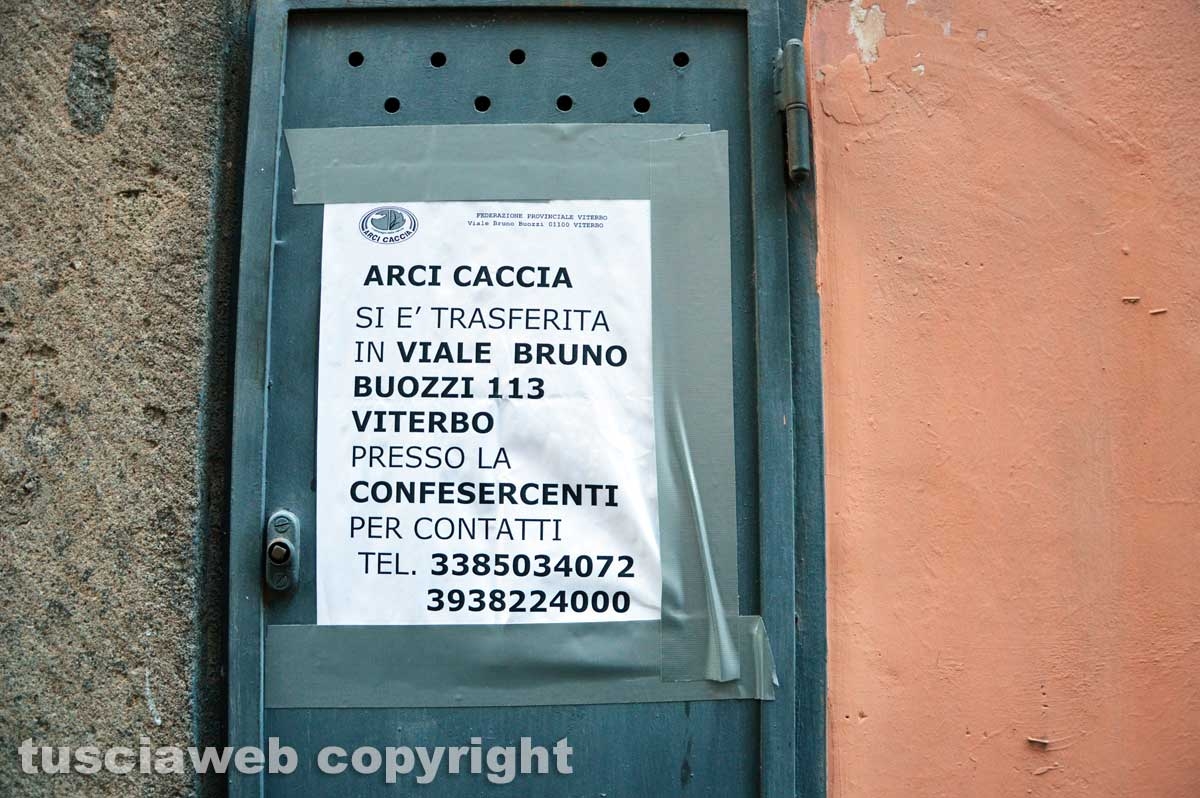 FEDERAZIONE PROVINCIALE VITERBO
Viale Bruno Buozzi 01100 VITERBO
ARCI CACCIA
ARCI CACCIA
SI E’ TRASFERITA
IN VIALE BRUNO
BUOZZI 113
VITERBO
PRESSO LA
CONFESERCENTI
PER CONTATTI
TEL. 3385034072
3938224000
tusciaweb copyright